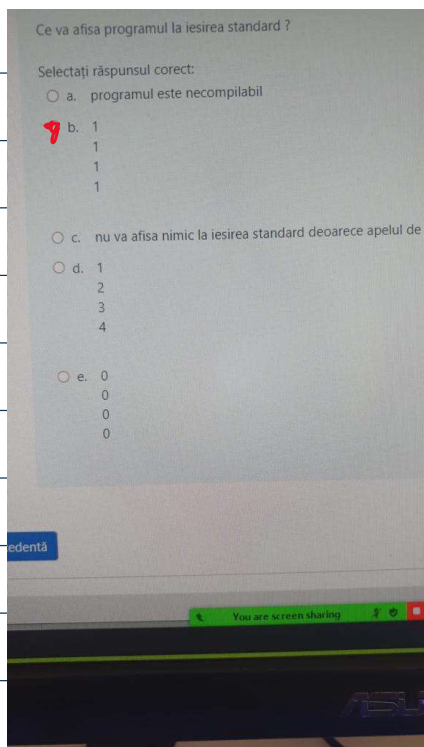 Ce va afisa programul la iesirea standard ?
Selectați răspunsul corect:
a. programul este necompilabil
b. 1
1
1
1
c. nu va afisa nimic la iesirea standard deoarece apelul de
d. 1
2
3
4
e. 0
0
0
0
edentă
You are screen sharing